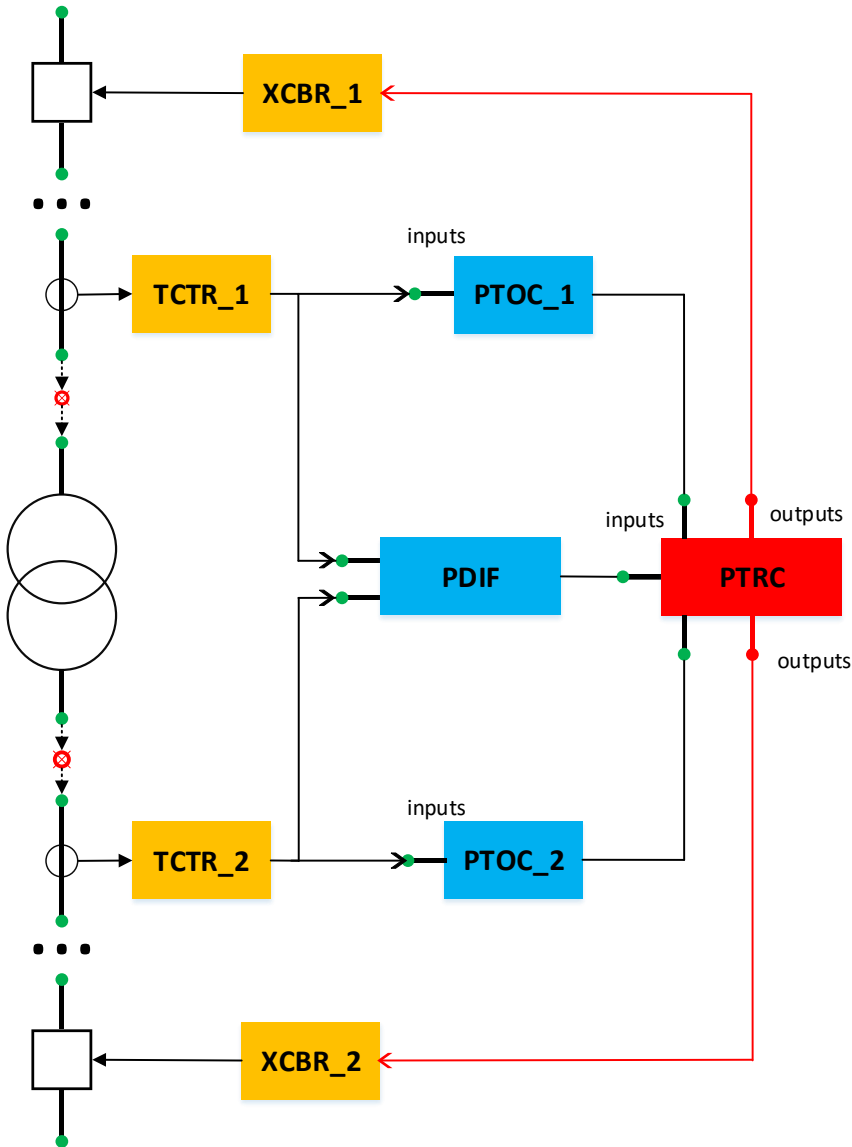 XCBR_1
inputs
TCTR_1
PTOC_1
inputs
outputs
PDIF
PTRC
outputs
inputs
TCTR_2
PTOC_2
XCBR_2